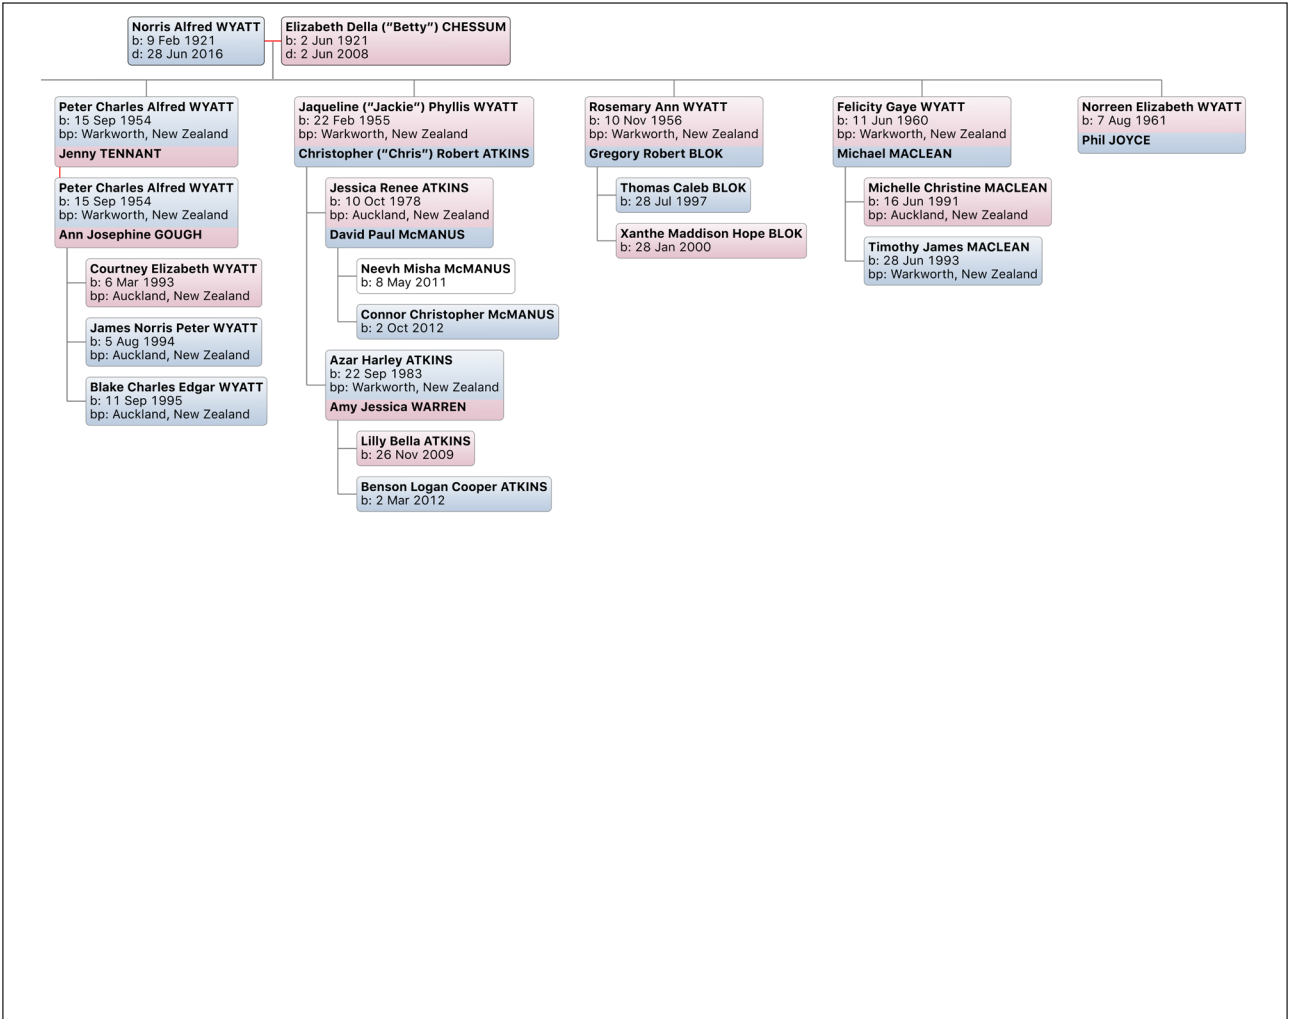 Norris Alfred WYATT
b: 9 Feb 1921
d: 28 Jun 2016
Elizabeth Della (“Betty”) CHESSUM
b: 2 Jun 1921
d: 2 Jun 2008
Peter Charles Alfred WYATT
b: 15 Sep 1954
bp: Warkworth, New Zealand
Jenny TENNANT
Peter Charles Alfred WYATT
b: 15 Sep 1954
bp: Warkworth, New Zealand
Ann Josephine GOUGH
Courtney Elizabeth WYATT
b: 6 Mar 1993
bp: Auckland, New Zealand
James Norris Peter WYATT
b: 5 Aug 1994
bp: Auckland, New Zealand
Blake Charles Edgar WYATT
b: 11 Sep 1995
bp: Auckland, New Zealand
Jaqueline (“Jackie”) Phyllis WYATT
b: 22 Feb 1955
bp: Warkworth, New Zealand
Christopher (“Chris”) Robert ATKINS
Jessica Renee ATKINS
b: 10 Oct 1978
bp: Auckland, New Zealand
David Paul McMANUS
Neevh Misha McMANUS
b: 8 May 2011
Connor Christopher McMANUS
b: 2 Oct 2012
Azar Harley ATKINS
b: 22 Sep 1983
bp: Warkworth, New Zealand
Amy Jessica WARREN
Lilly Bella ATKINS
b: 26 Nov 2009
Benson Logan Cooper ATKINS
b: 2 Mar 2012
Rosemary Ann WYATT
b: 10 Nov 1956
bp: Warkworth, New Zealand
Gregory Robert BLOK
Thomas Caleb BLOK
b: 28 Jul 1997
Xanthe Maddison Hope BLOK
b: 28 Jan 2000
Felicity Gaye WYATT
b: 11 Jun 1960
bp: Warkworth, New Zealand
Michael MACLEAN
Michelle Christine MACLEAN
b: 16 Jun 1991
bp: Auckland, New Zealand
Timothy James MACLEAN
b: 28 Jun 1993
bp: Warkworth, New Zealand
Norreen Elizabeth WYATT
b: 7 Aug 1961
Phil JOYCE